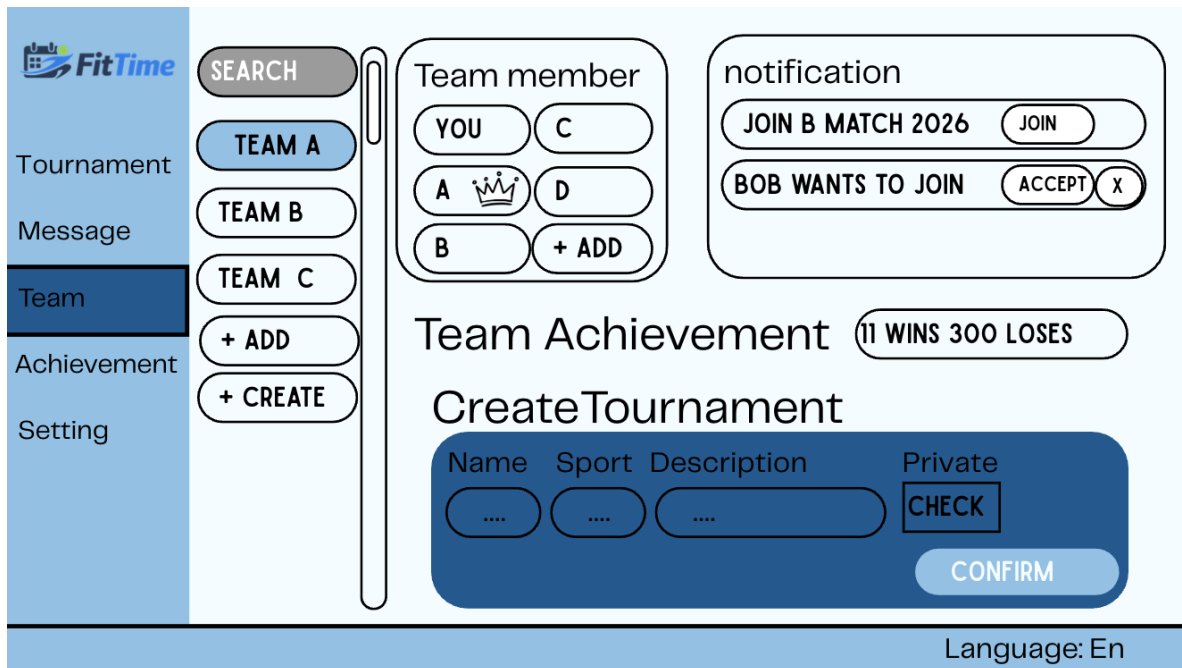 FitTime
Tournament
Message
Team
Achievement
Setting
SEARCH
TEAM A
TEAM B
TEAM C
+ ADD
+ CREATE
Team member
YOU
C
A
D
B
+ ADD
notification
JOIN B MATCH 2026 JOIN
BOB WANTS TO JOIN ACCEPT X
Team Achievement 11 WINS 300 LOSES
CreateTournament
Name Sport Description Private
.... .... .... CHECK
CONFIRM
Language: En